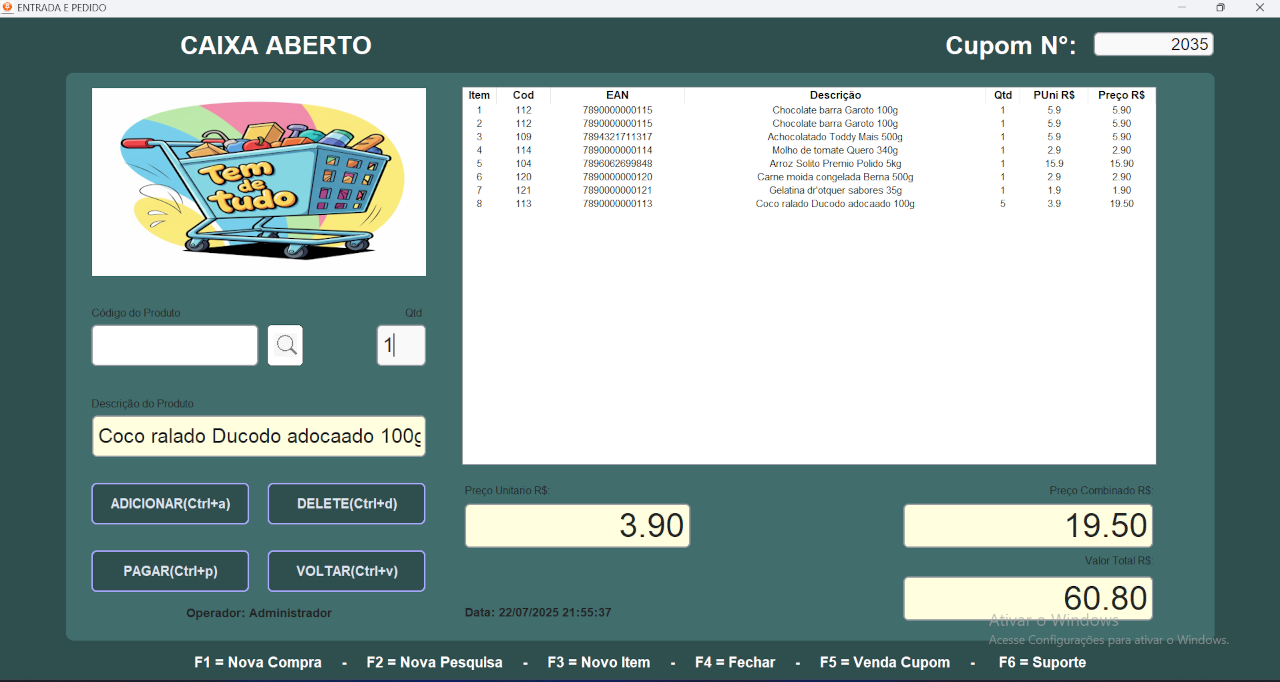 ENTRADA E PEDIDO
CAIXA ABERTO
Cupom N°: 2035
Tem
de
tudo
Item Cod EAN Descrição Qtd PUni R$ Preço R$
1 112 7890000000115 Chocolate barra Garoto 100g 1 5.9 5.90
2 112 7890000000115 Chocolate barra Garoto 100g 1 5.9 5.90
3 109 7894321711317 Achocolatado Toddy Mais 500g 1 5.9 5.90
4 114 7890000000114 Molho de tomate Quero 340g 1 2.9 2.90
5 104 7896062699848 Arroz Solito Premio Polido 5kg 1 15.9 15.90
6 120 7890000000120 Carne moida congelada Berna 500g 1 2.9 2.90
7 121 7890000000121 Gelatina dr'otquer sabores 35g 1 1.9 1.90
8 113 7890000000113 Coco ralado Ducodo adocaado 100g 5 3.9 19.50
Código do Produto Qtd
1
Descrição do Produto
Coco ralado Ducodo adocaado 100g
ADICIONAR(Ctrl+a) DELETE(Ctrl+d)
PAGAR(Ctrl+p) VOLTAR(Ctrl+v)
Operador: Administrador
Preço Unitario R$:
3.90
Preço Combinado R$:
19.50
Valor Total R$:
60.80
Data: 22/07/2025 21:55:37
Ativar o Windows
Acesse Configurações para ativar o Windows.
F1 = Nova Compra - F2 = Nova Pesquisa - F3 = Novo Item - F4 = Fechar - F5 = Venda Cupom - F6 = Suporte